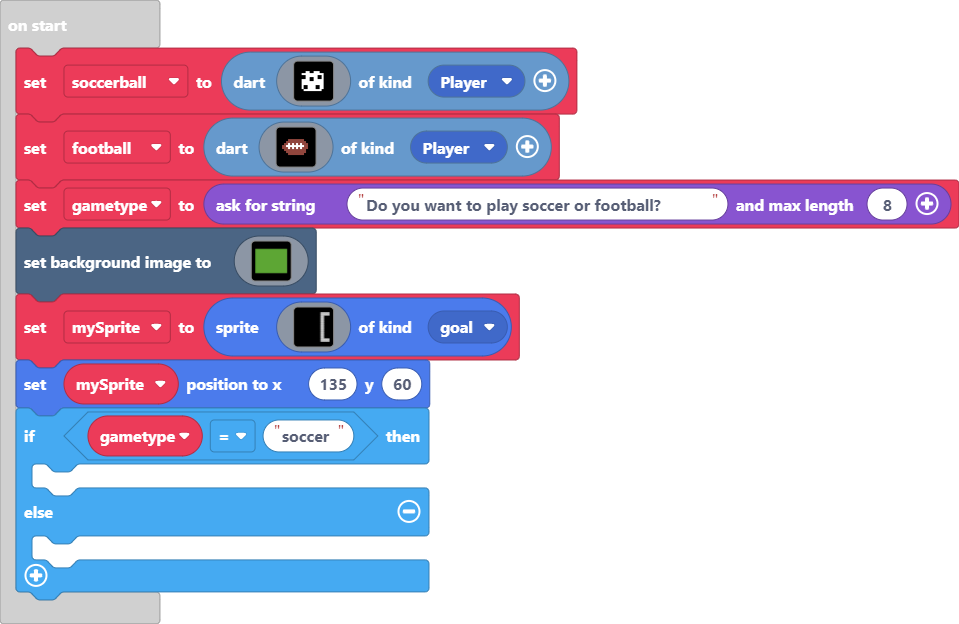 on start
set soccerball to dart of kind Player
set football to dart of kind Player
set gametype to ask for string "Do you want to play soccer or football?" and max length 8
set background image to
set mySprite to sprite of kind goal
set mySprite position to x 135 y 60
if gametype = "soccer" then
else